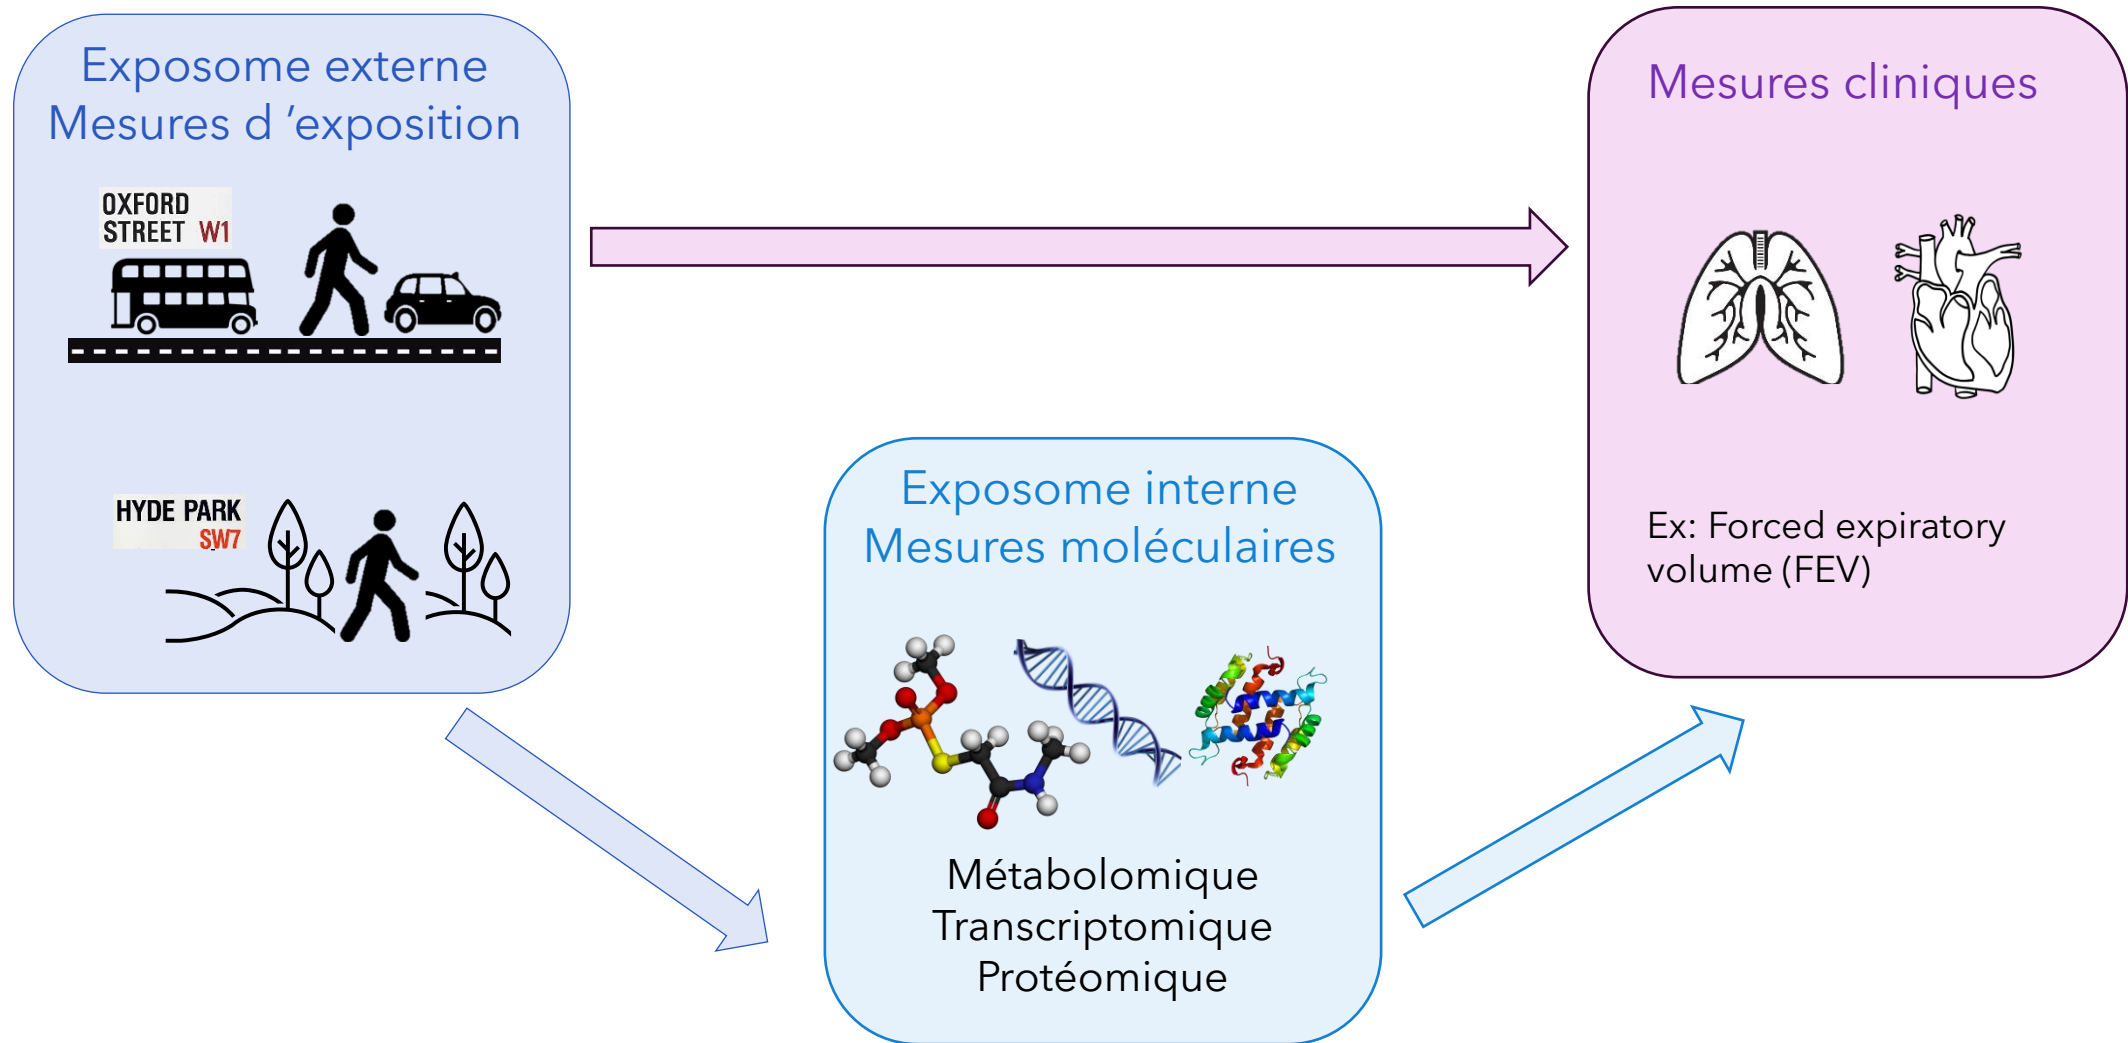 Exposome externe
Mesures d ’exposition
OXFORD
STREET W1
HYDE PARK
SW7
Exposome interne
Mesures moléculaires
Métabolomique
Transcriptomique
Protéomique
Mesures cliniques
Ex: Forced expiratory
volume (FEV)